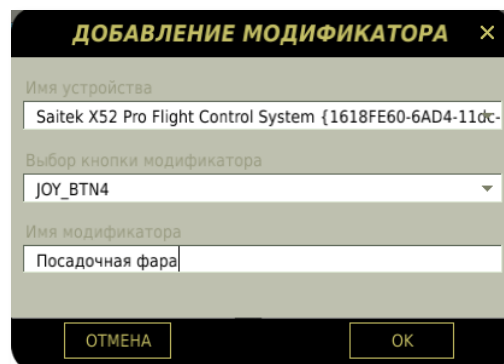 ДОБАВЛЕНИЕ МОДИФИКАТОРА
Имя устройства
Saitek X52 Pro Flight Control System {1618FE60-6AD4-11dc-
Выбор кнопки модификатора
JOY_BTN4
Имя модификатора
Посадочная фара
ОТМЕНА OK